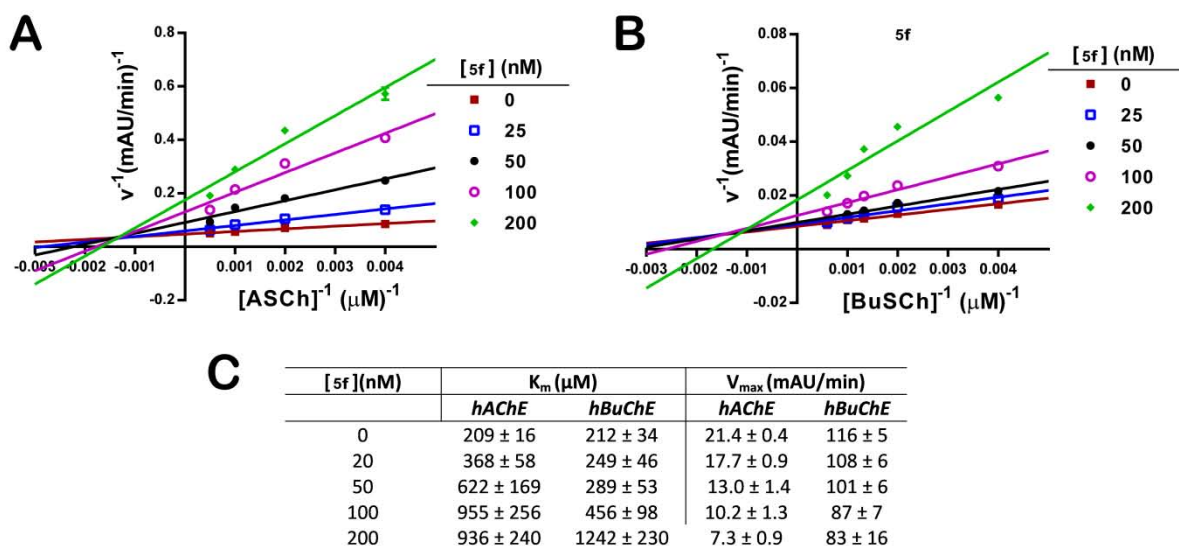 A
[5f] (nM)
0
25
50
100
200
v⁻¹(mAU/min)⁻¹
0.8
0.6
0.4
0.2
-0.2
-0.003 -0.002 -0.001 0.001 0.002 0.003 0.004
[ASCh]⁻¹ (μM)⁻¹
B
5f
[5f] (nM)
0
25
50
100
200
v⁻¹(mAU/min)⁻¹
0.08
0.06
0.04
0.02
-0.02
-0.003 -0.002 -0.001 0.001 0.002 0.003 0.004
[BuSCh]⁻¹ (μM)⁻¹
C
[5f](nM) Kₘ (μM) Vₘₐₓ (mAU/min)
hAChE hBuChE hAChE hBuChE
0 209 ± 16 212 ± 34 21.4 ± 0.4 116 ± 5
20 368 ± 58 249 ± 46 17.7 ± 0.9 108 ± 6
50 622 ± 169 289 ± 53 13.0 ± 1.4 101 ± 6
100 955 ± 256 456 ± 98 10.2 ± 1.3 87 ± 7
200 936 ± 240 1242 ± 230 7.3 ± 0.9 83 ± 16